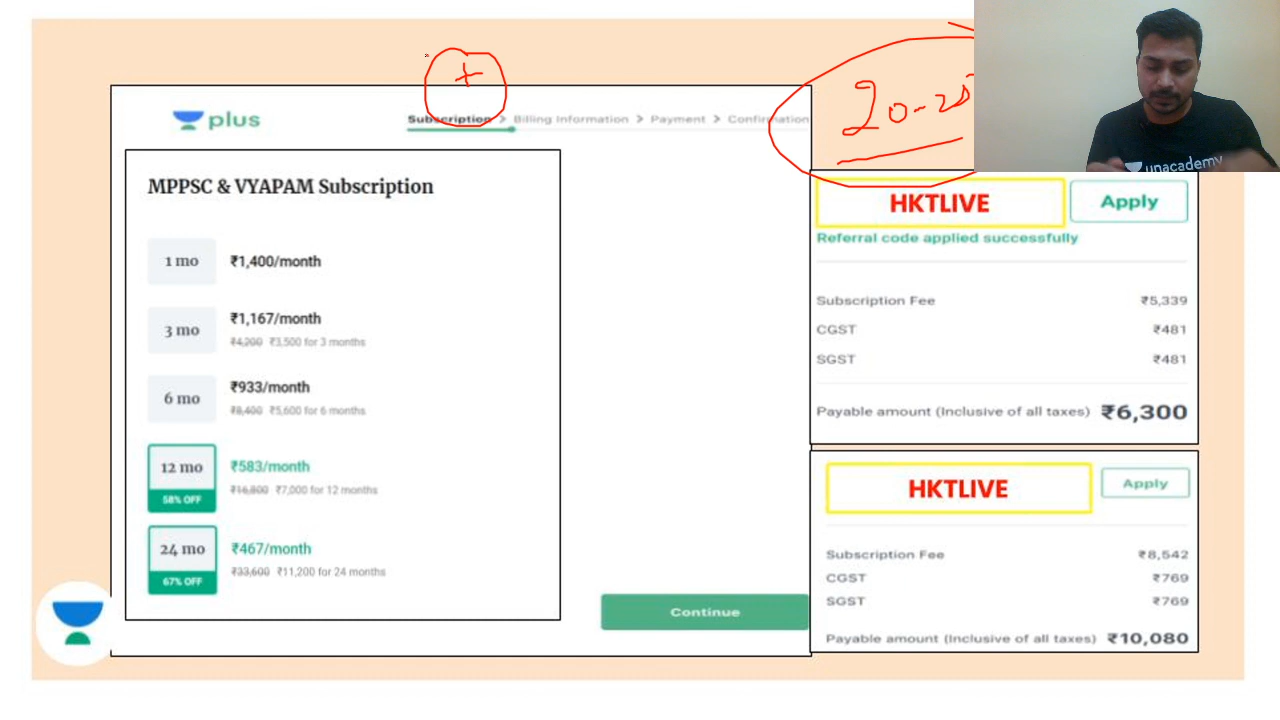 +
20-25
plus
Subscription > Billing Information > Payment > Confirmation
MPPSC & VYAPAM Subscription
1 mo
₹1,400/month
3 mo
₹1,167/month
₹4,200 ₹3,500 for 3 months
6 mo
₹933/month
₹8,400 ₹5,600 for 6 months
12 mo
58% OFF
₹583/month
₹16,800 ₹7,000 for 12 months
24 mo
67% OFF
₹467/month
₹33,600 ₹11,200 for 24 months
Continue
unacademy
HKTLIVE
Apply
Referral code applied successfully
Subscription Fee ₹5,339
CGST ₹481
SGST ₹481
Payable amount (Inclusive of all taxes) ₹6,300
HKTLIVE
Apply
Subscription Fee ₹8,542
CGST ₹769
SGST ₹769
Payable amount (Inclusive of all taxes) ₹10,080